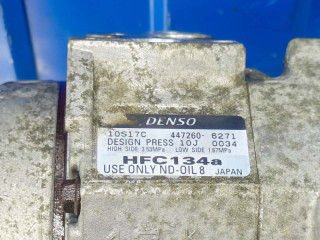 DENSO
10S17C 447260- 6271
DESIGN PRESS 10J 0034
HIGH SIDE 3.53MPa LOW SIDE 1.67MPa
HFC134a
USE ONLY ND-OIL 8 JAPAN